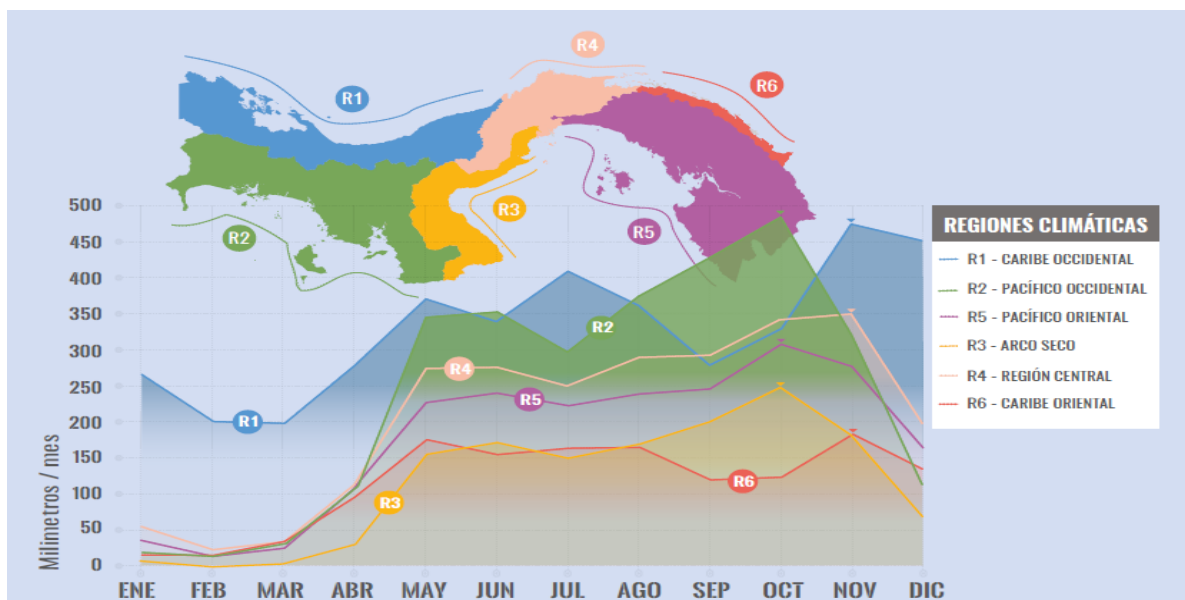 R4
R6
R1
R3
R2
R5
500
450
400
350
300
250
200
150
100
50
0
Milimetros / mes
R2
R4
R5
R1
R3
R6
ENE FEB MAR ABR MAY JUN JUL AGO SEP OCT NOV DIC
REGIONES CLIMÁTICAS
R1 - CARIBE OCCIDENTAL
R2 - PACÍFICO OCCIDENTAL
R5 - PACÍFICO ORIENTAL
R3 - ARCO SECO
R4 - REGIÓN CENTRAL
R6 - CARIBE ORIENTAL